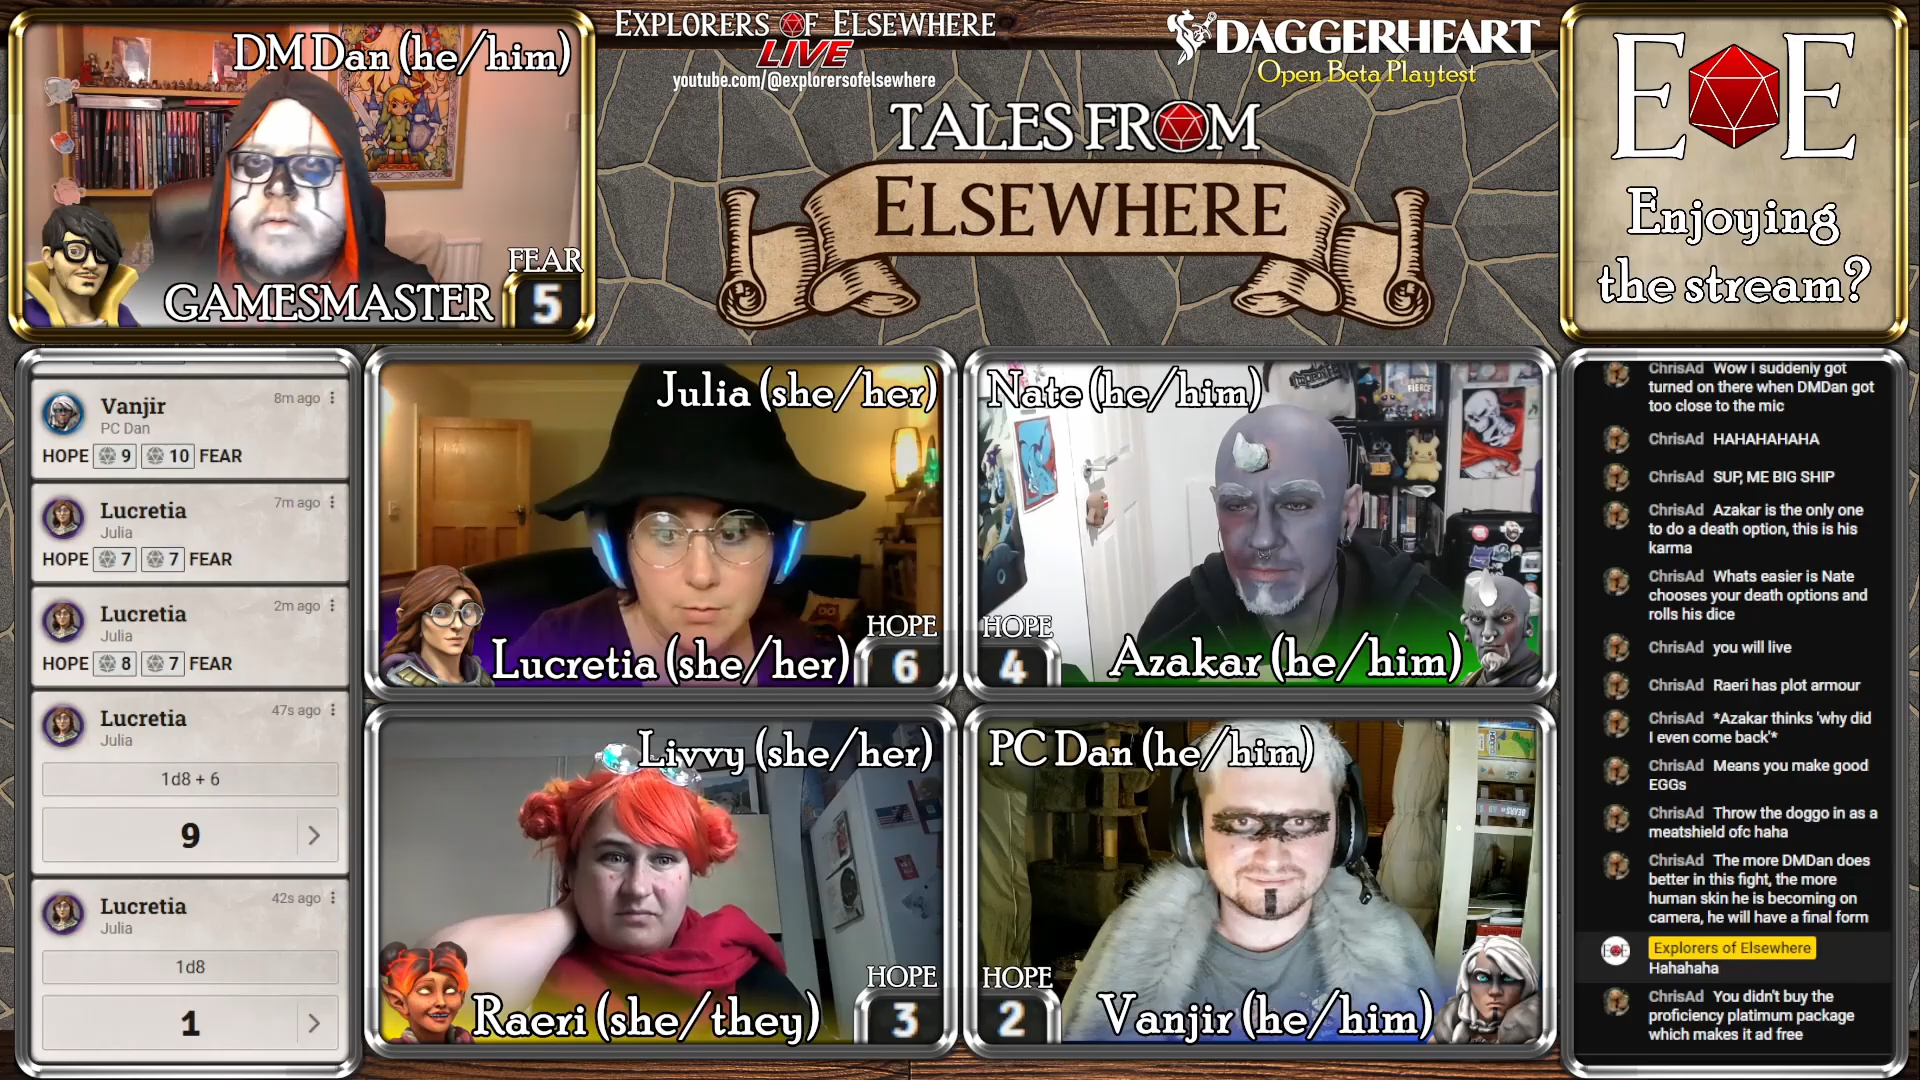 DM Dan (he/him)
FEAR
5
GAMESMASTER
EXPLORERS OF ELSEWHERE
LIVE
youtube.com/@explorersofelsewhere
DAGGERHEART
Open Beta Playtest
TALES FROM
ELSEWHERE
E E
Enjoying
the stream?
Vanjir
8m ago
PC Dan
HOPE 9 10 FEAR
Lucretia
7m ago
Julia
HOPE 7 7 FEAR
Lucretia
2m ago
Julia
HOPE 8 7 FEAR
Lucretia
47s ago
Julia
1d8 + 6
9
Lucretia
42s ago
Julia
1d8
1
Julia (she/her)
HOPE
6
Lucretia (she/her)
Nate (he/him)
HOPE
4
Azakar (he/him)
Livvy (she/her)
HOPE
3
Raeri (she/they)
PC Dan (he/him)
HOPE
2
Vanjir (he/him)
ChrisAd Wow I suddenly got
turned on there when DMDan got
too close to the mic
ChrisAd HAHAHAHAHA
ChrisAd SUP, ME BIG SHIP
ChrisAd Azakar is the only one
to do a death option, this is his
karma
ChrisAd Whats easier is Nate
chooses your death options and
rolls his dice
ChrisAd you will live
ChrisAd Raeri has plot armour
ChrisAd *Azakar thinks 'why did
I even come back'*
ChrisAd Means you make good
EGGs
ChrisAd Throw the doggo in as a
meatshield ofc haha
ChrisAd The more DMDan does
better in this fight, the more
human skin he is becoming on
camera, he will have a final form
Explorers of Elsewhere
Hahahaha
ChrisAd You didn't buy the
proficiency platimum package
which makes it ad free